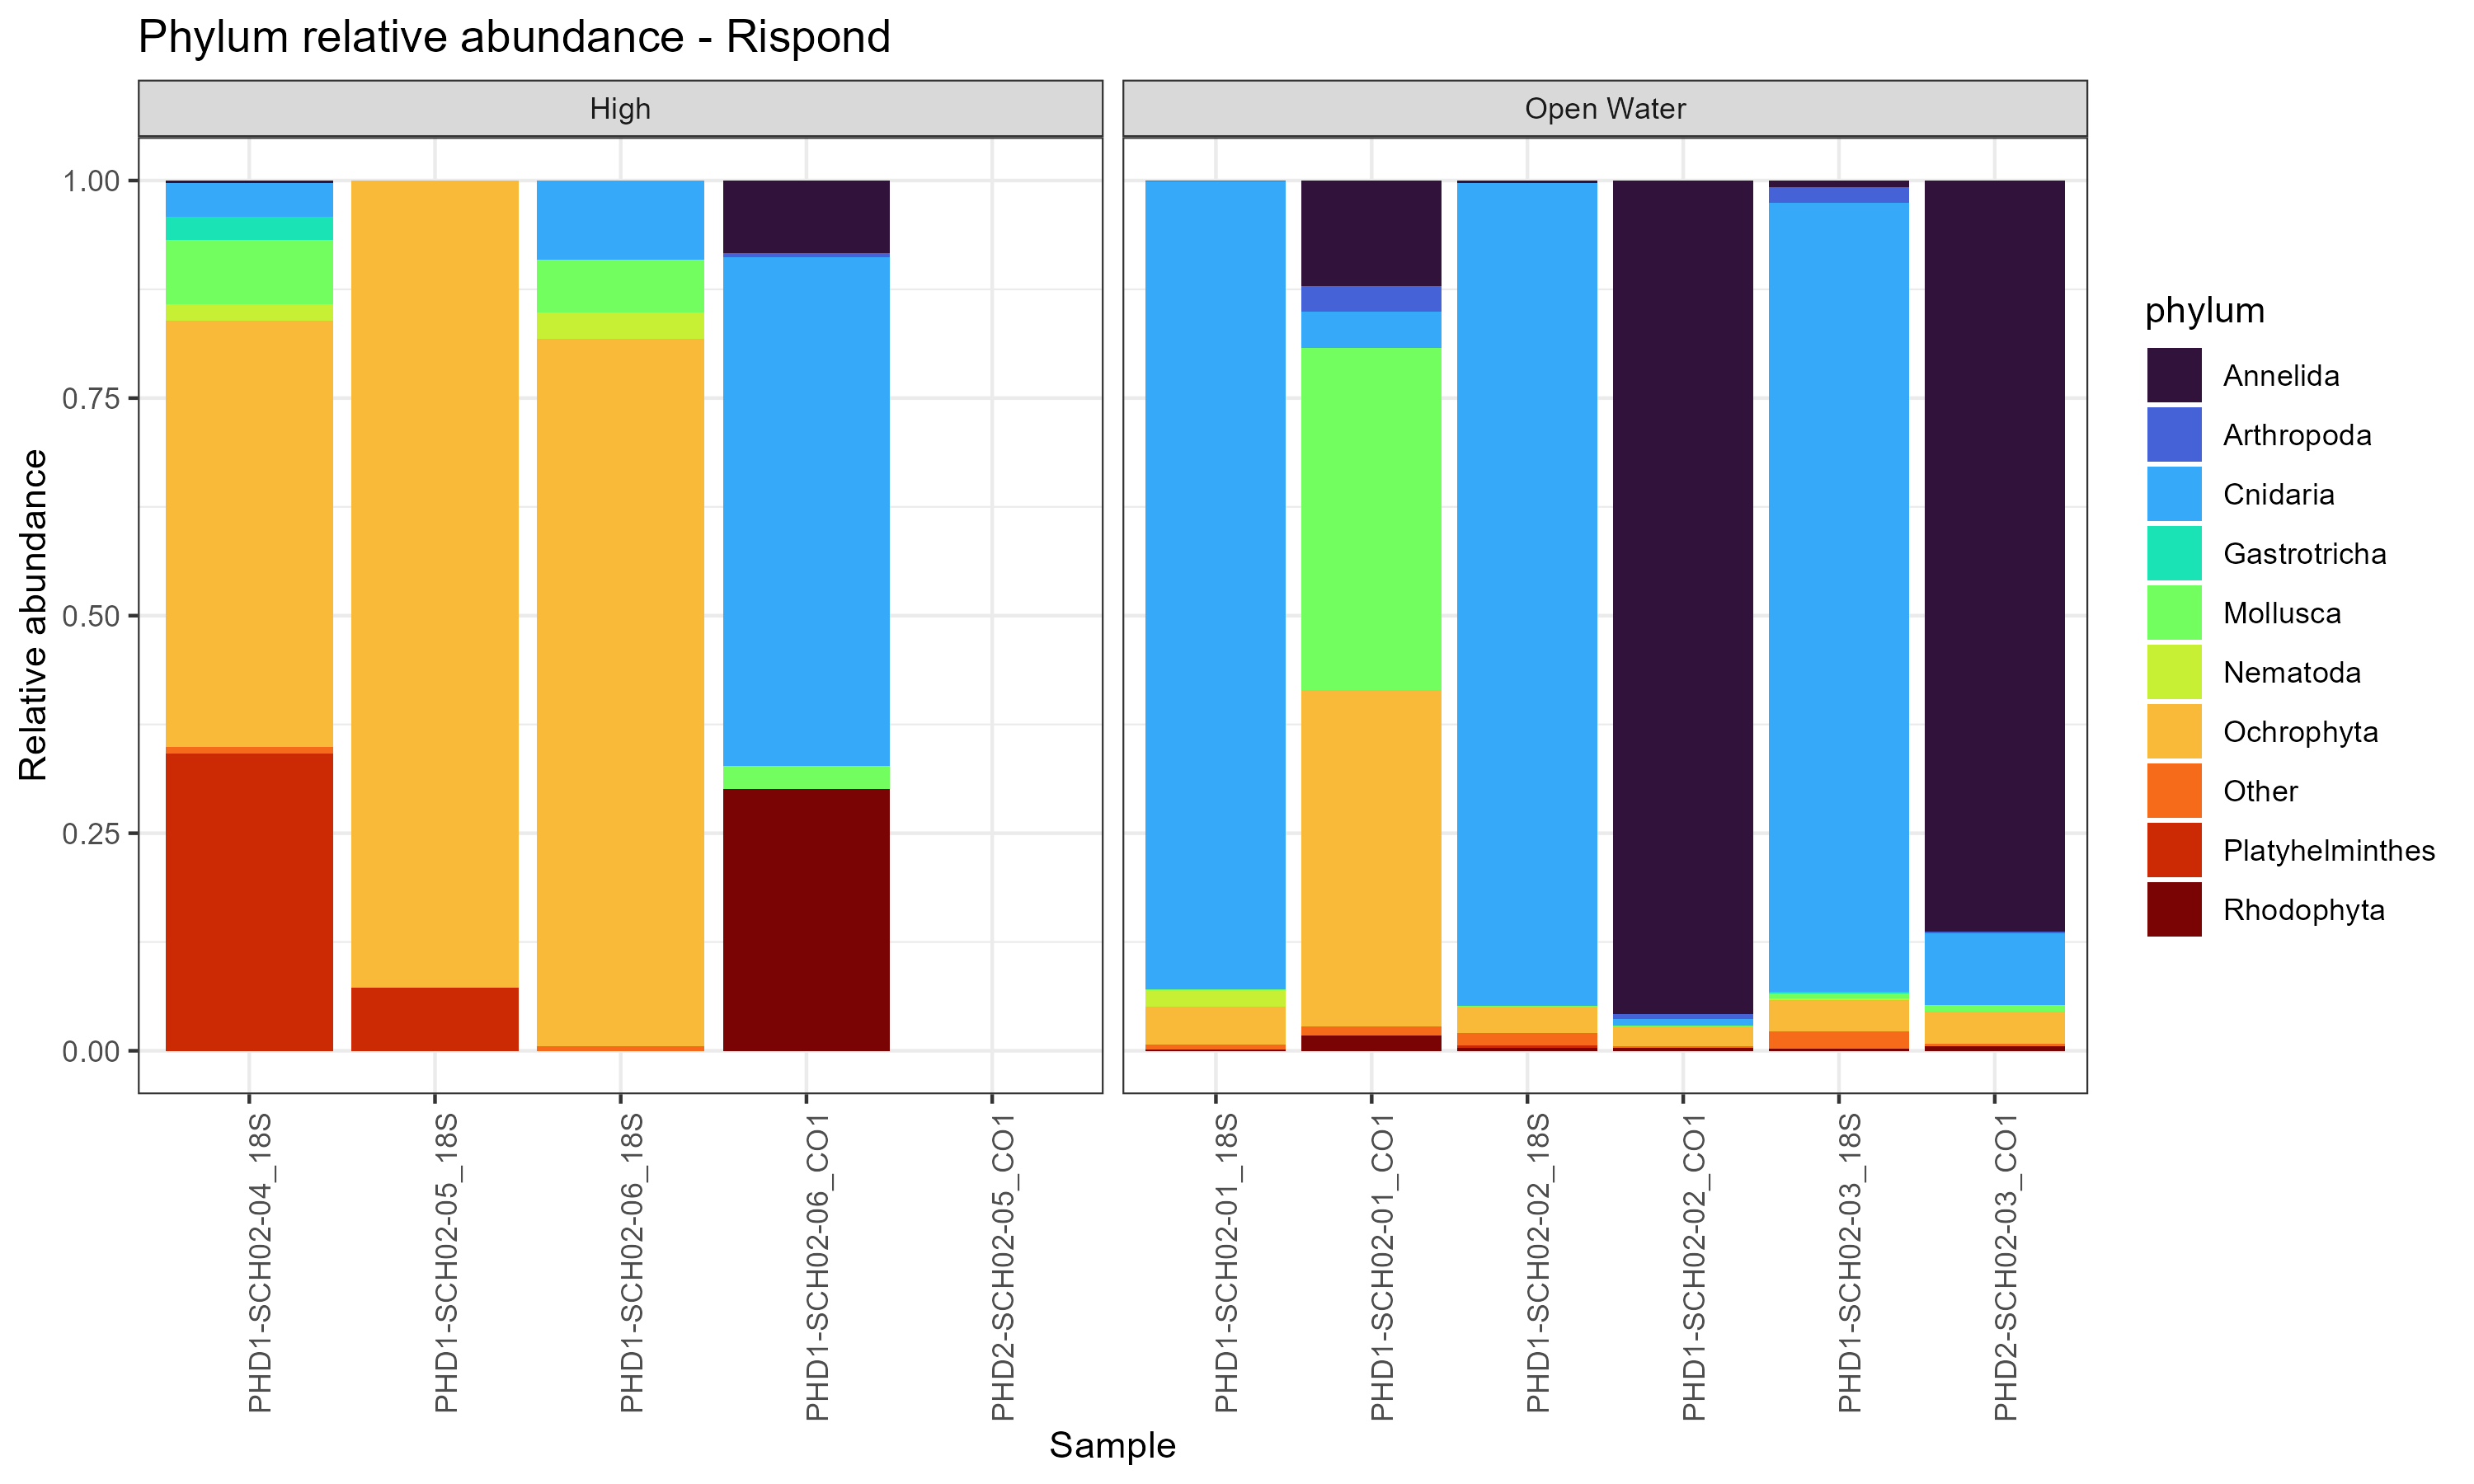 Phylum relative abundance - Rispond
High
Open Water
Relative abundance
1.00
0.75
0.50
0.25
0.00
PHD1-SCH02-04_18S
PHD1-SCH02-05_18S
PHD1-SCH02-06_18S
PHD1-SCH02-06_CO1
PHD2-SCH02-05_CO1
PHD1-SCH02-01_18S
PHD1-SCH02-01_CO1
PHD1-SCH02-02_18S
PHD1-SCH02-02_CO1
PHD1-SCH02-03_18S
PHD2-SCH02-03_CO1
Sample
phylum
Annelida
Arthropoda
Cnidaria
Gastrotricha
Mollusca
Nematoda
Ochrophyta
Other
Platyhelminthes
Rhodophyta